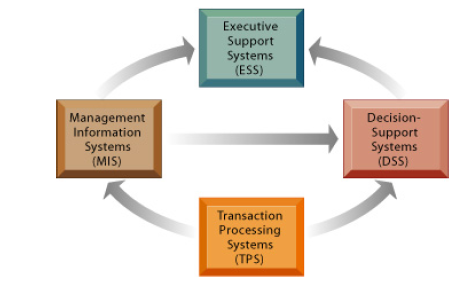 Executive
Support
Systems
(ESS)
Management
Information
Systems
(MIS)
Decision-
Support
Systems
(DSS)
Transaction
Processing
Systems
(TPS)